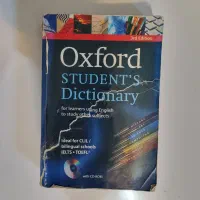 2nd Edition
Oxford
STUDENT'S
Dictionary
for learners using English
to study other subjects
Ideal for CLIL /
bilingual schools
IELTS • TOEFL
with CD-ROM